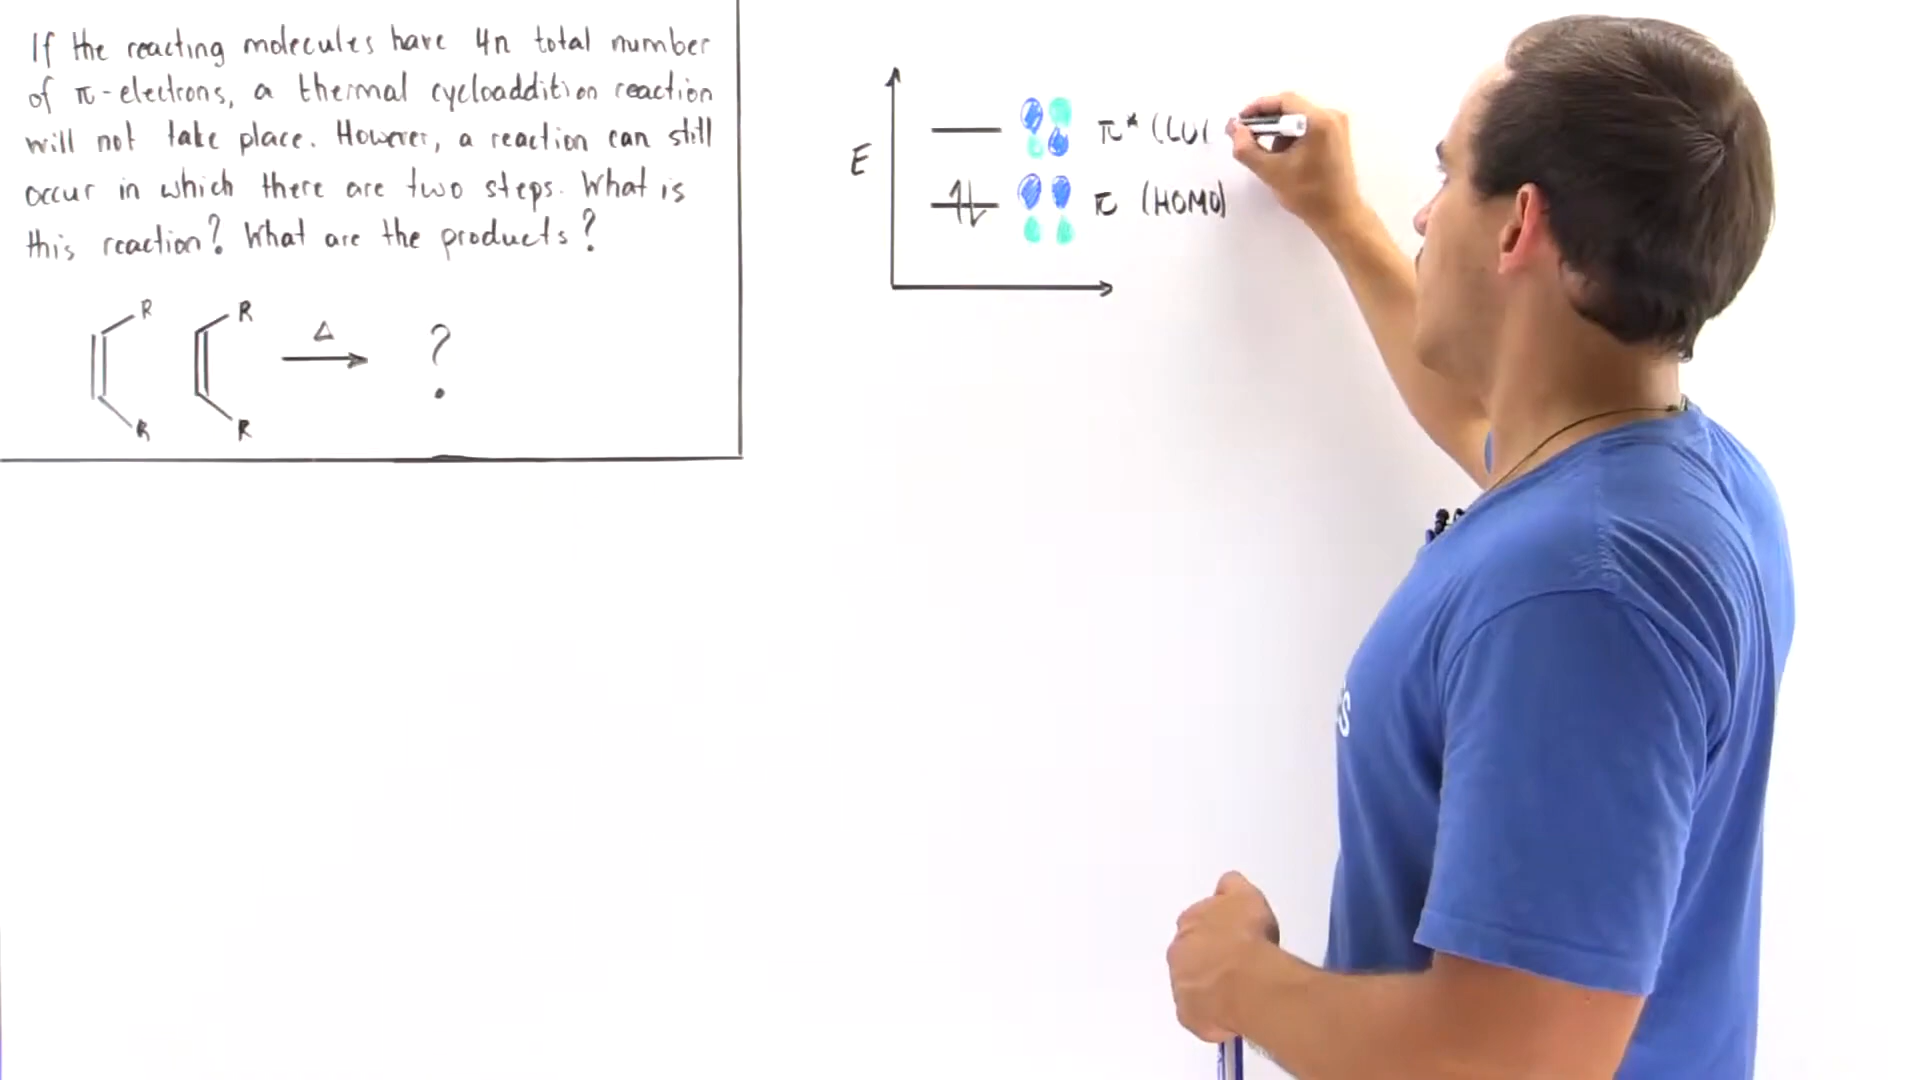 If the reacting molecules have 4n total number
of π-electrons, a thermal cycloaddition reaction
will not take place. However, a reaction can still
occur in which there are two steps. What is
this reaction? What are the products?
R
R
R
R
Δ
?
E
π* (LU
π (HOMO)